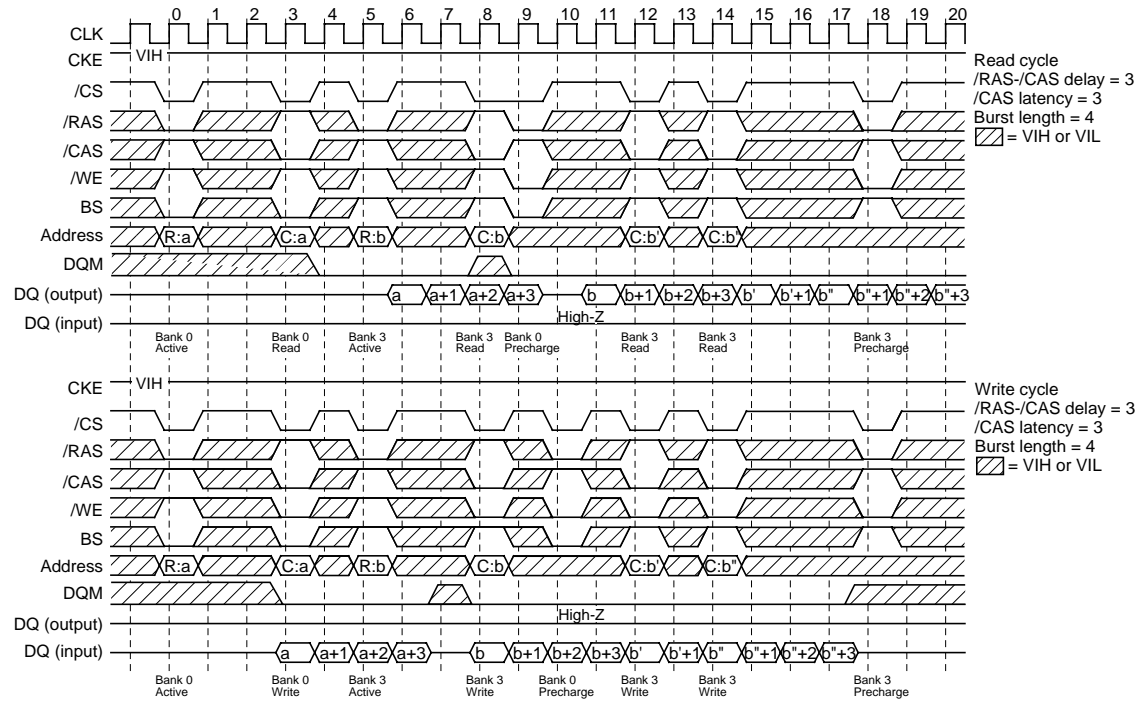 0 1 2 3 4 5 6 7 8 9 10 11 12 13 14 15 16 17 18 19 20
CLK
CKE VIH
/CS
/RAS
/CAS
/WE
BS
Address R:a C:a R:b C:b C:b' C:b"
DQM
DQ (output) a a+1 a+2 a+3 b b+1 b+2 b+3 b' b'+1 b" b"+1 b"+2 b"+3
High-Z
DQ (input)
Bank 0 Bank 0 Bank 3 Bank 3 Bank 0 Bank 3 Bank 3 Bank 3
Active Read Active Read Precharge Read Read Precharge
Read cycle
/RAS-/CAS delay = 3
/CAS latency = 3
Burst length = 4
= VIH or VIL
CKE VIH
/CS
/RAS
/CAS
/WE
BS
Address R:a C:a R:b C:b C:b' C:b"
DQM
High-Z
DQ (output)
DQ (input) a a+1 a+2 a+3 b b+1 b+2 b+3 b' b'+1 b" b"+1 b"+2 b"+3
Bank 0 Bank 0 Bank 3 Bank 3 Bank 0 Bank 3 Bank 3 Bank 3
Active Write Active Write Precharge Write Write Precharge
Write cycle
/RAS-/CAS delay = 3
/CAS latency = 3
Burst length = 4
= VIH or VIL